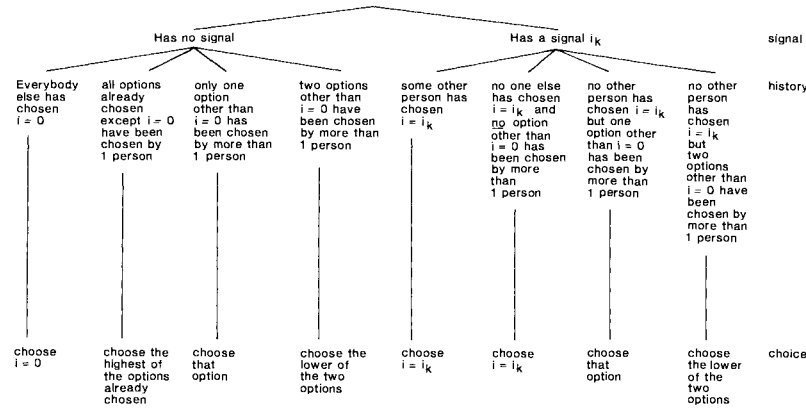 Has no signal
Has a signal ik
signal
Everybody
else has
chosen
i = 0
all options
already
chosen
except i = 0
have been
chosen by
1 person
only one
option
other than
i = 0 has
been chosen
by more than
1 person
two options
other than
i = 0 have
been chosen
by more than
1 person
some other
person has
chosen
i = ik
no one else
has chosen
i = ik and
no option
other than
i = 0 has
been chosen
by more
than
1 person
no other
person has
chosen i = ik
but one
option other
than i = 0
has been
chosen by
more than
1 person
no other
person
has
chosen
i = ik
but
two
options
other than
i = 0 have
been
chosen by
more than
1 person
history
choose
i = 0
choose the
highest of
the options
already
chosen
choose
that
option
choose the
lower of
the two
options
choose
i = ik
choose
i = ik
choose
that
option
choose
the lower
of the
two
options
choice